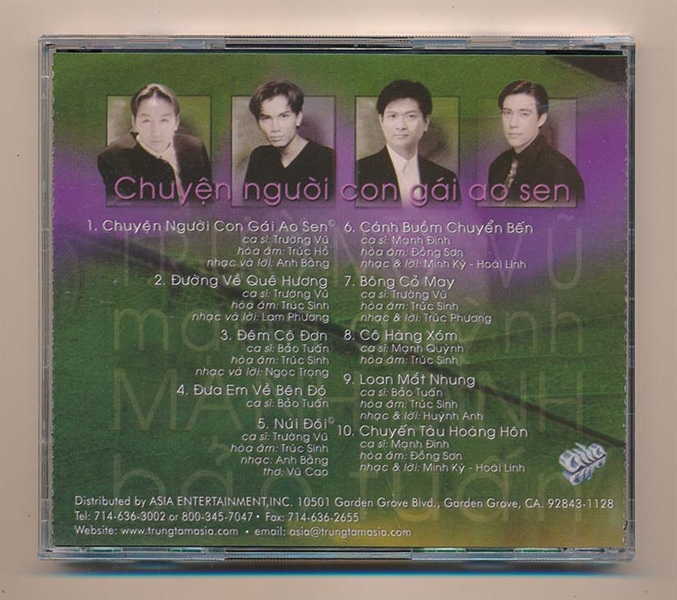 Chuyện người con gái ao sen
1. Chuyện Người Con Gái Ao Sen©
ca sĩ: Trường Vũ
hòa âm: Trúc Hồ
nhạc và lời: Anh Bằng
2. Đường Về Quê Hương
ca sĩ: Trường Vũ
hòa âm: Trúc Sinh
nhạc và lời: Lam Phương
3. Đêm Cô Đơn
ca sĩ: Bảo Tuấn
hòa âm: Trúc Sinh
nhạc và lời: Ngọc Trọng
4. Đưa Em Về Bên Đó
ca sĩ: Bảo Tuấn
5. Núi Đôi©
ca sĩ: Trường Vũ
hòa âm: Trúc Sinh
nhạc: Anh Bằng
thơ: Vũ Cao
6. Cánh Buồm Chuyển Bến
ca sĩ: Mạnh Đình
hòa âm: Đồng Sơn
nhạc & lời: Minh Kỳ - Hoài Linh
7. Bông Cỏ May
ca sĩ: Trường Vũ
hòa âm: Trúc Sinh
nhạc & lời: Trúc Phương
8. Cô Hàng Xóm
ca sĩ: Mạnh Quỳnh
hòa âm: Trúc Sinh
9. Loan Mắt Nhung
ca sĩ: Bảo Tuấn
hòa âm: Trúc Sinh
nhạc & lời: Huỳnh Anh
10. Chuyến Tàu Hoàng Hôn
ca sĩ: Mạnh Đình
hòa âm: Đồng Sơn
nhạc & lời: Minh Kỳ - Hoài Linh
Distributed by ASIA ENTERTAINMENT,INC. 10501 Garden Grove Blvd., Garden Grove, CA. 92843-1128
Tel: 714-636-3002 or 800-345-7047 • Fax: 714-636-2655
Website: www.trungtamasia.com • email: asia@trungtamasia.com